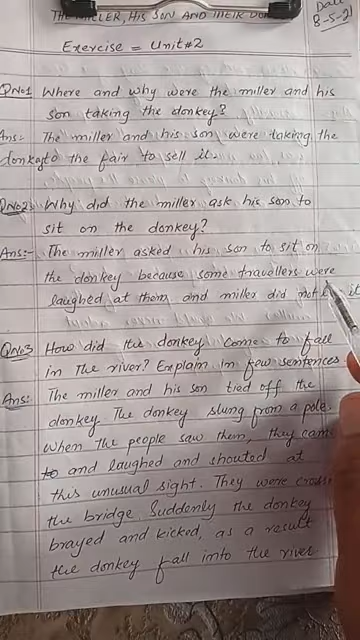 THE MILLER, HIS SON AND THEIR DON
Date
8-5-21
Exercise = Unit#2
QNo1 Where and why were the miller and his
son taking the donkey?
Ans: The miller and his son were taking the
donkeyto the fair to sell it.
QNo2: Why did the miller ask his son to
sit on the donkey?
Ans:- The miller asked his son to sit on
the donkey because some travellers were
laughed at them and miller did not it
QNo3 How did the donkey come to fall
in the river? Explain in few sentences
Ans: The miller and his son tied off the
donkey. The donkey slung from a pole
When the people saw them, they came
to and laughed and shouted at
this unusual sight. They were cross
the bridge. Suddenly the donkey
brayed and kicked, as a result
the donkey fall into the river.